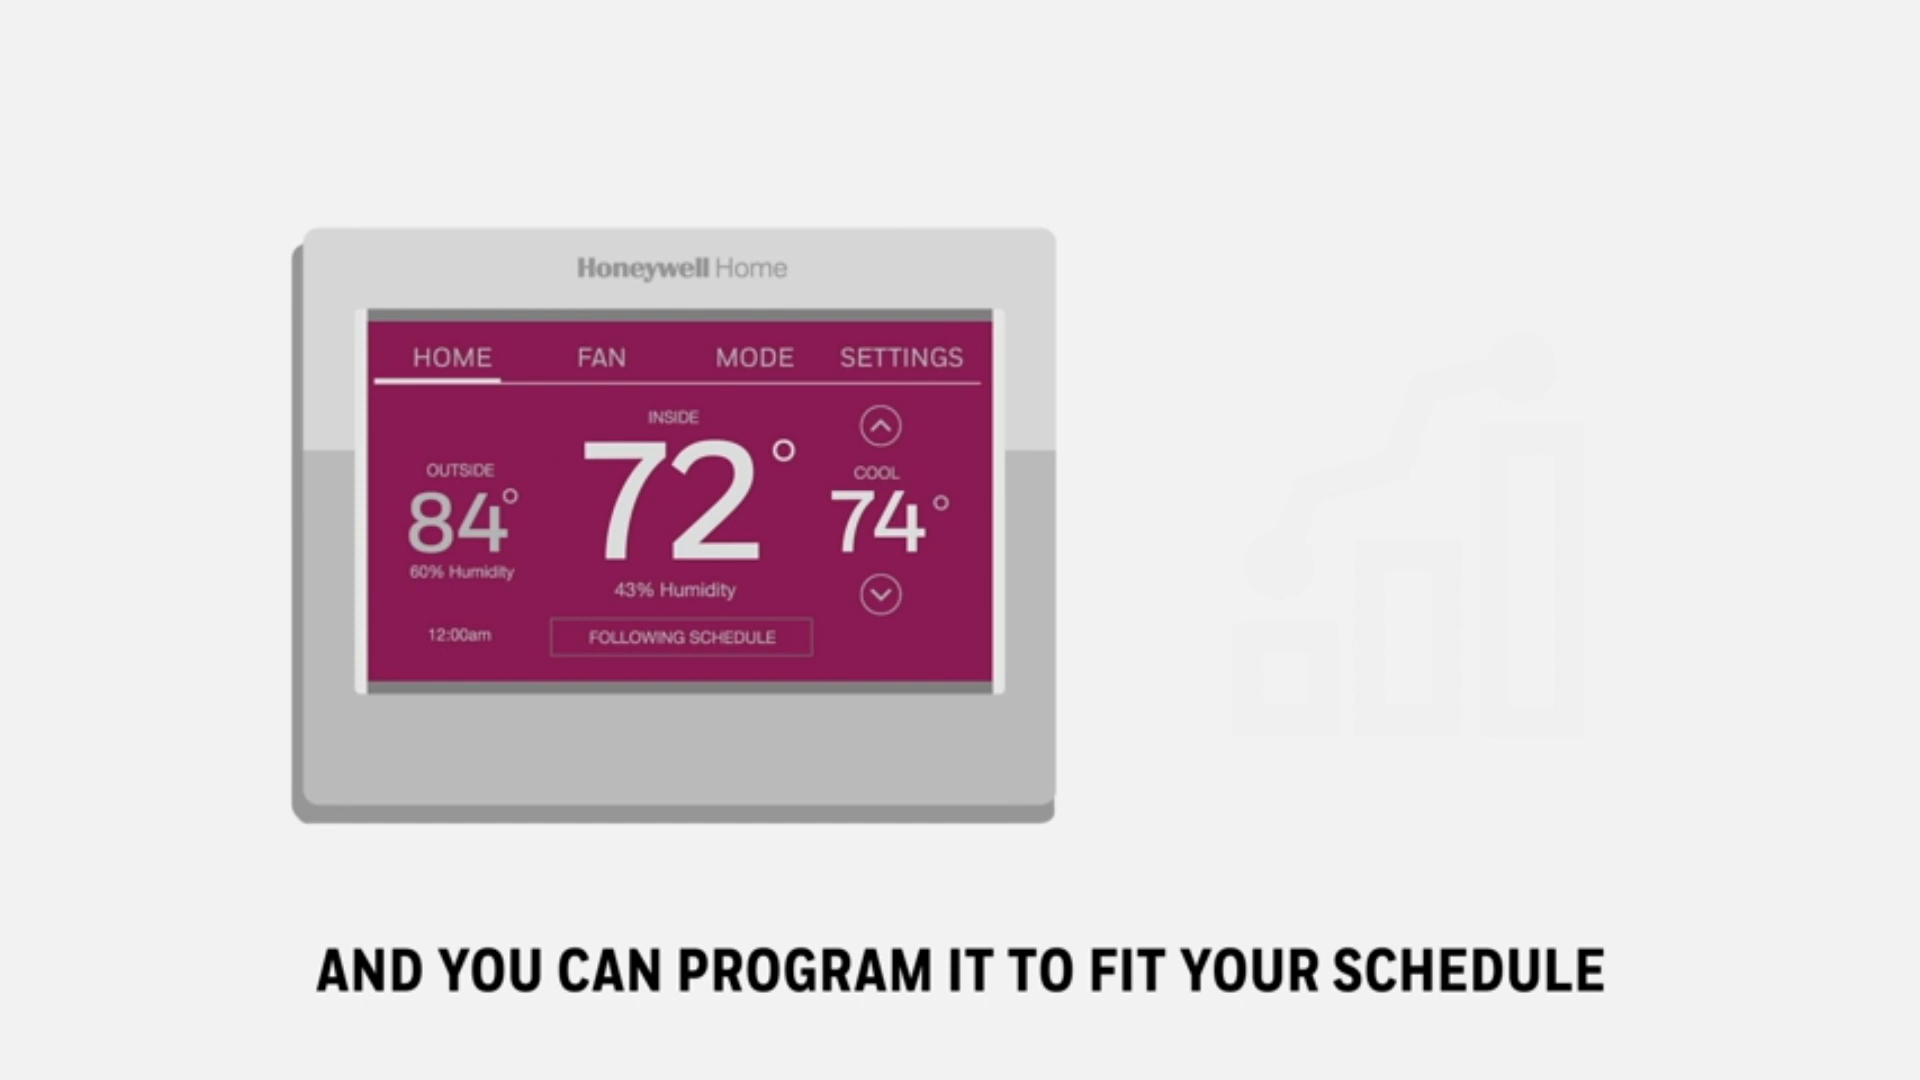 Honeywell Home
HOME FAN MODE SETTINGS
INSIDE
72°
43% Humidity
OUTSIDE
84°
60% Humidity
COOL
74°
12:00am
FOLLOWING SCHEDULE
AND YOU CAN PROGRAM IT TO FIT YOUR SCHEDULE